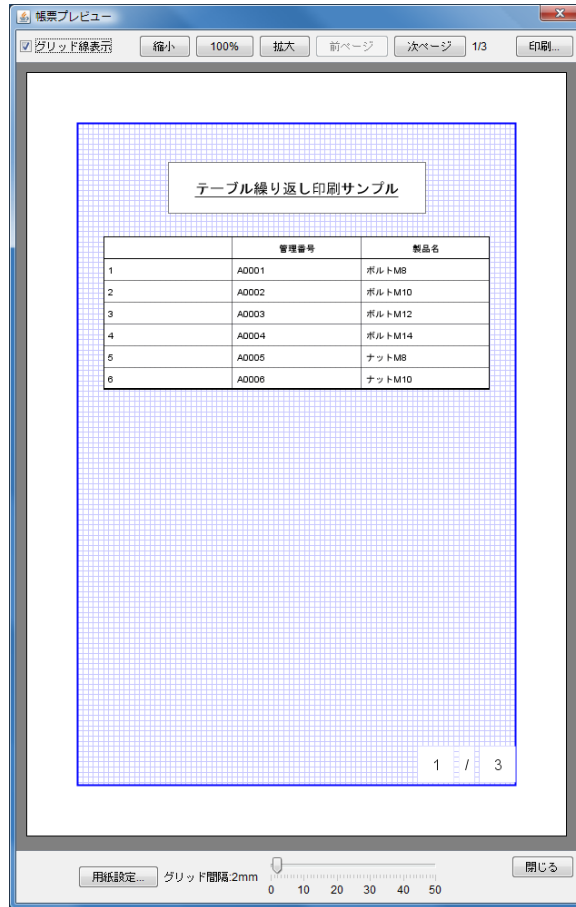 帳票プレビュー
グリッド線表示 縮小 100% 拡大 前ページ 次ページ 1/3 印刷...
テーブル繰り返し印刷サンプル
管理番号 製品名
1 A0001 ボルトM8
2 A0002 ボルトM10
3 A0003 ボルトM12
4 A0004 ボルトM14
5 A0005 ナットM8
6 A0006 ナットM10
1 / 3
用紙設定... グリッド間隔:2mm 閉じる
0 10 20 30 40 50